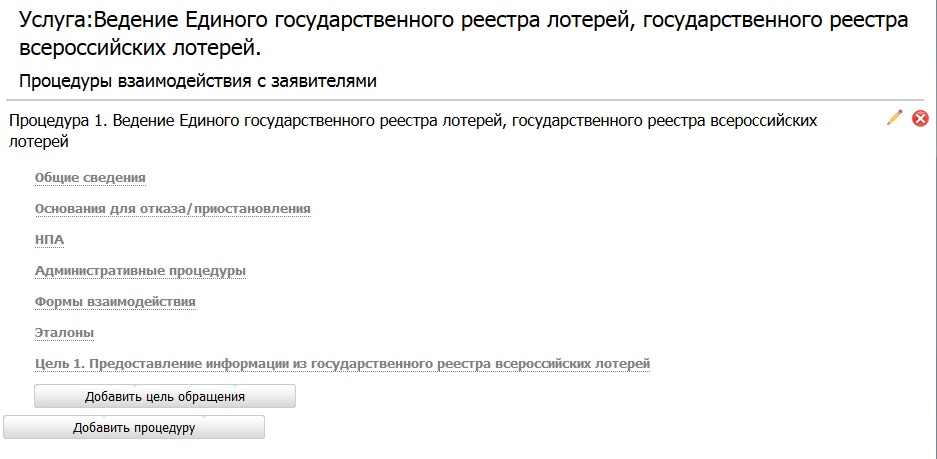 Услуга:Ведение Единого государственного реестра лотерей, государственного реестра
всероссийских лотерей.
Процедуры взаимодействия с заявителями
Процедура 1. Ведение Единого государственного реестра лотерей, государственного реестра всероссийских
лотерей
Общие сведения
Основания для отказа/приостановления
НПА
Административные процедуры
Формы взаимодействия
Эталоны
Цель 1. Предоставление информации из государственного реестра всероссийских лотерей
Добавить цель обращения
Добавить процедуру